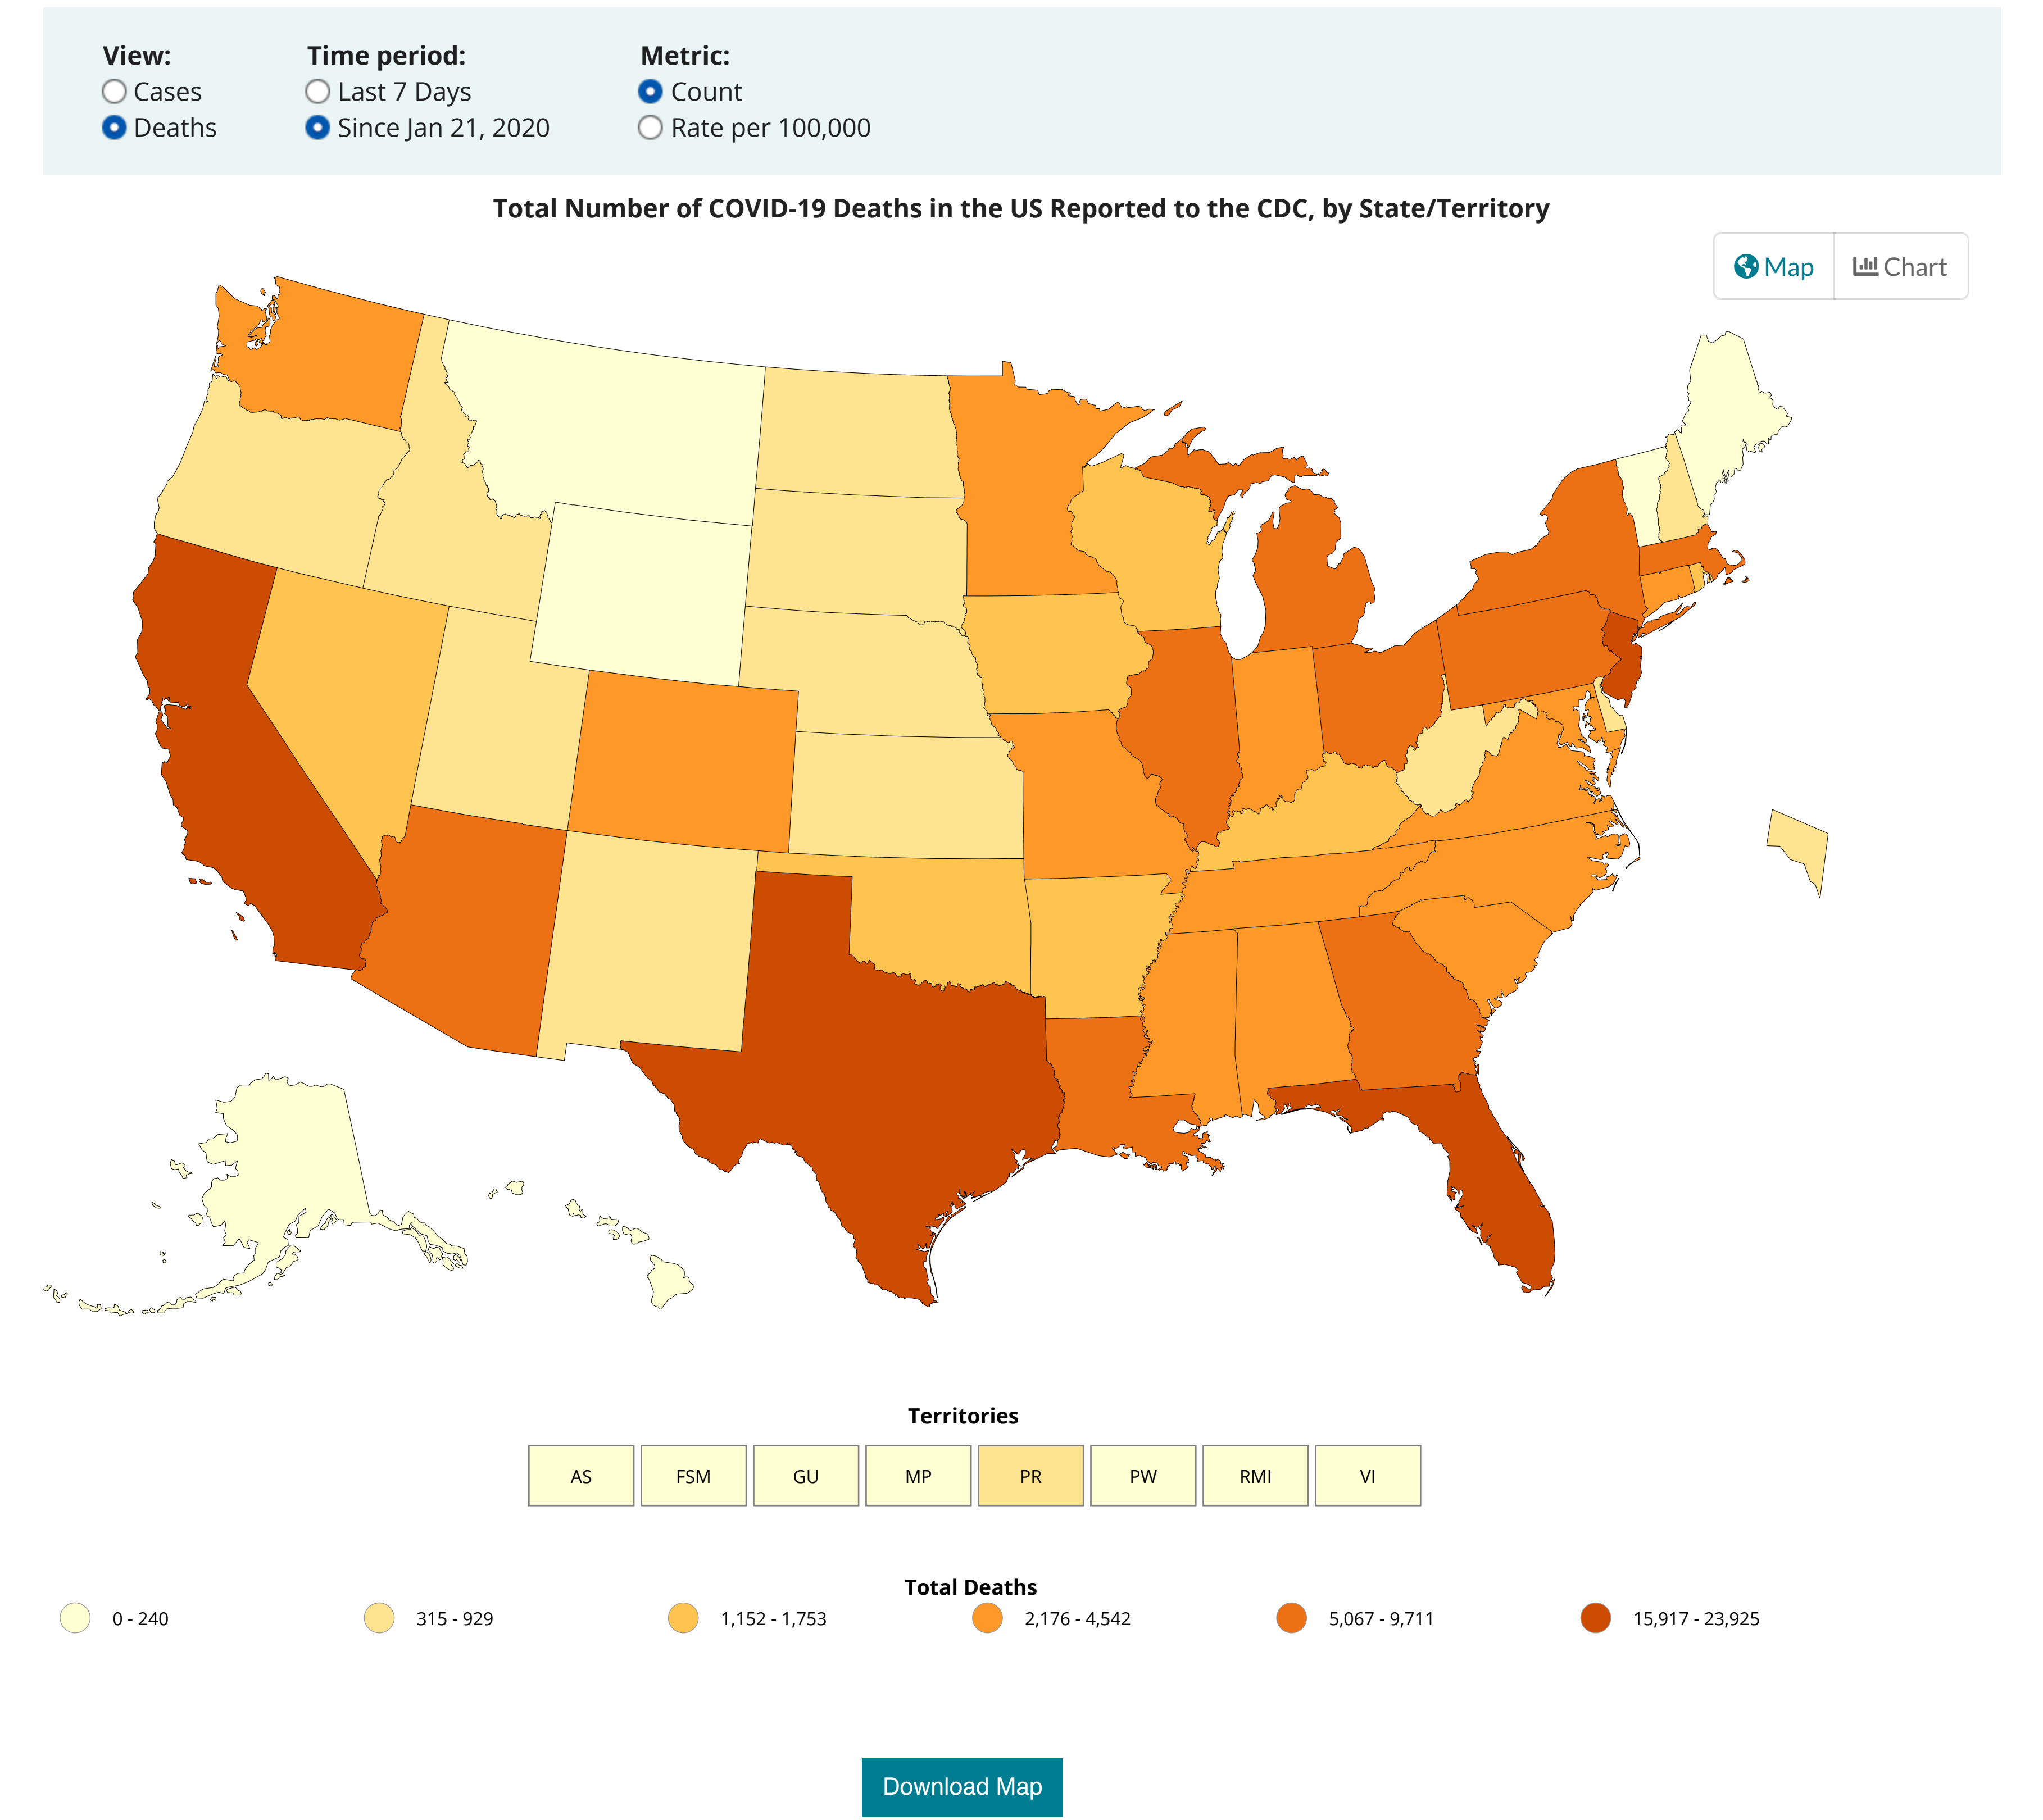 View:
Time period:
Metric:
Cases
Last 7 Days
Count
Deaths
Since Jan 21, 2020
Rate per 100,000
Total Number of COVID-19 Deaths in the US Reported to the CDC, by State/Territory
Map
Chart
Territories
AS
FSM
GU
MP
PR
PW
RMI
VI
Total Deaths
0 - 240
315 - 929
1,152 - 1,753
2,176 - 4,542
5,067 - 9,711
15,917 - 23,925
Download Map